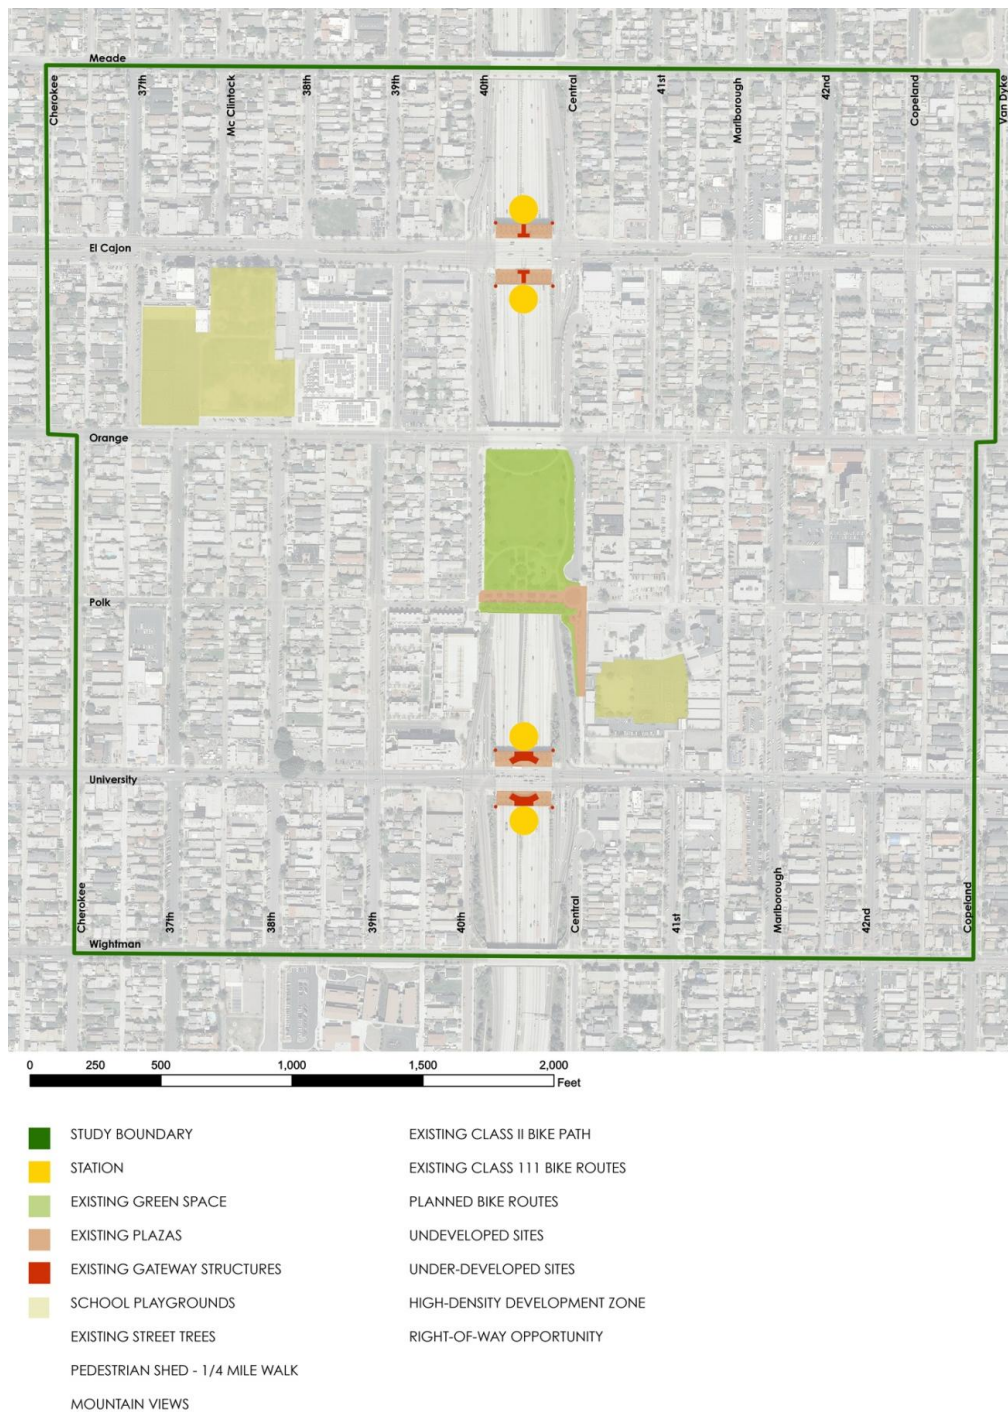 Meade
Cherokee
37th
Mc Clintock
38th
39th
40th
Central
41st
Marlborough
42nd
Copeland
Van Dyke
El Cajon
Orange
Polk
University
Cherokee
37th
38th
39th
40th
Central
41st
Marlborough
42nd
Copeland
Wightman
0 250 500 1,000 1,500 2,000
Feet
STUDY BOUNDARY
STATION
EXISTING GREEN SPACE
EXISTING PLAZAS
EXISTING GATEWAY STRUCTURES
SCHOOL PLAYGROUNDS
EXISTING STREET TREES
PEDESTRIAN SHED - 1/4 MILE WALK
MOUNTAIN VIEWS
EXISTING CLASS II BIKE PATH
EXISTING CLASS 111 BIKE ROUTES
PLANNED BIKE ROUTES
UNDEVELOPED SITES
UNDER-DEVELOPED SITES
HIGH-DENSITY DEVELOPMENT ZONE
RIGHT-OF-WAY OPPORTUNITY